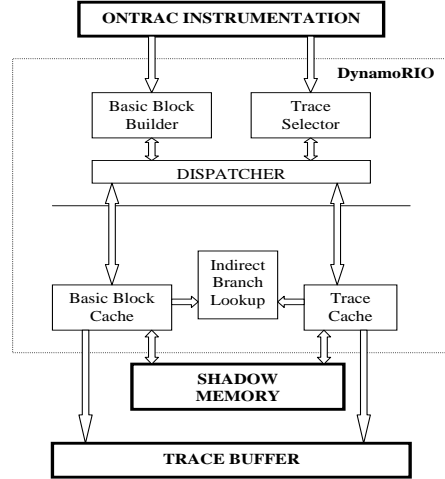 ONTRAC INSTRUMENTATION
DynamoRIO
Basic Block
Builder
Trace
Selector
DISPATCHER
Indirect
Branch
Lookup
Basic Block
Cache
Trace
Cache
SHADOW
MEMORY
TRACE BUFFER